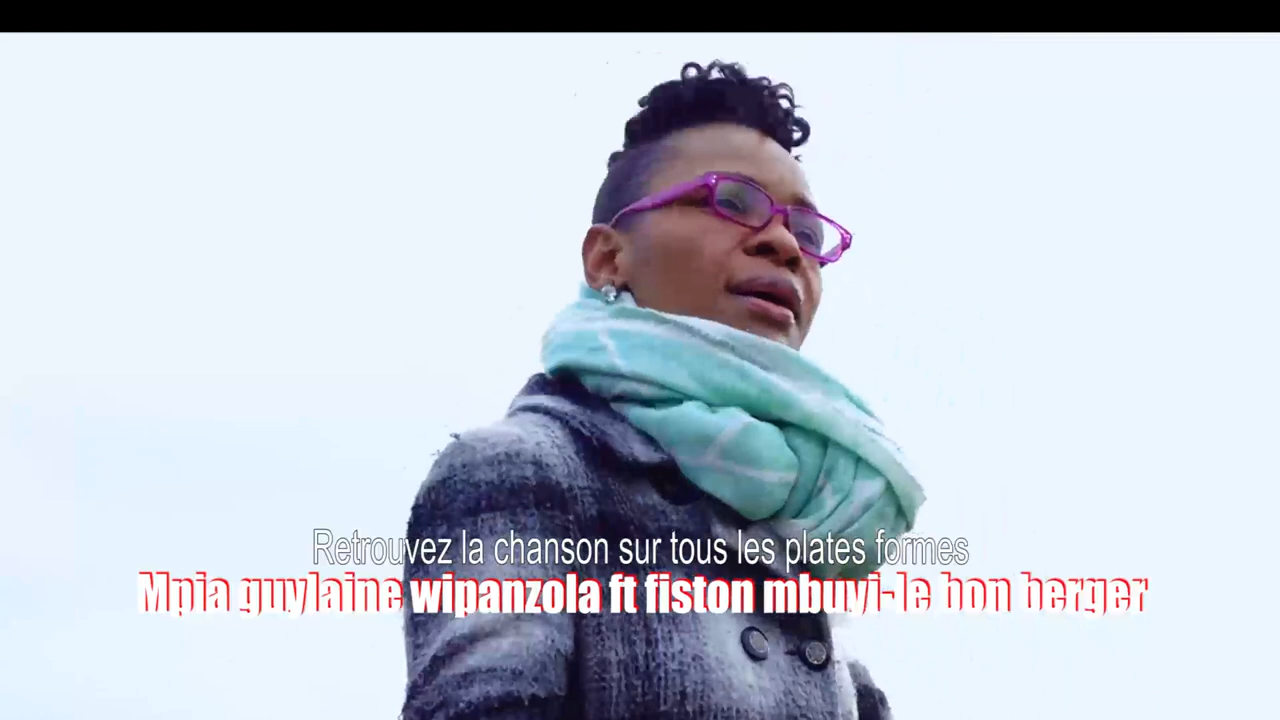 Retrouvez la chanson sur tous les plates formes
Mpia guylaine wipanzola ft fiston mbuyi-le bon berger